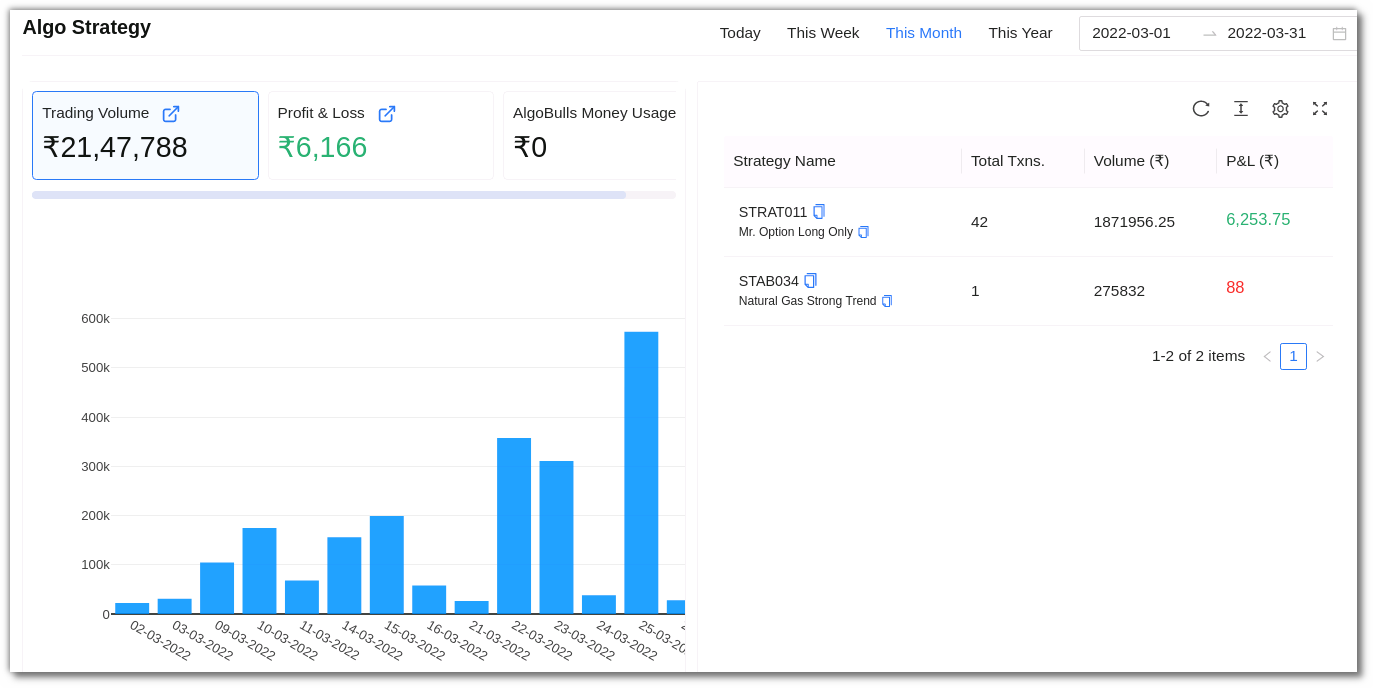 Algo Strategy
Today This Week This Month This Year 2022-03-01 2022-03-31
Trading Volume
₹21,47,788
Profit & Loss
₹6,166
AlgoBulls Money Usage
₹0
600k
500k
400k
300k
200k
100k
0
02-03-2022
03-03-2022
09-03-2022
10-03-2022
11-03-2022
14-03-2022
15-03-2022
16-03-2022
21-03-2022
22-03-2022
23-03-2022
24-03-2022
25-03-2022
Strategy Name Total Txns. Volume (₹) P&L (₹)
STRAT011
Mr. Option Long Only
42 1871956.25 6,253.75
STAB034
Natural Gas Strong Trend
1 275832 88
1-2 of 2 items 1